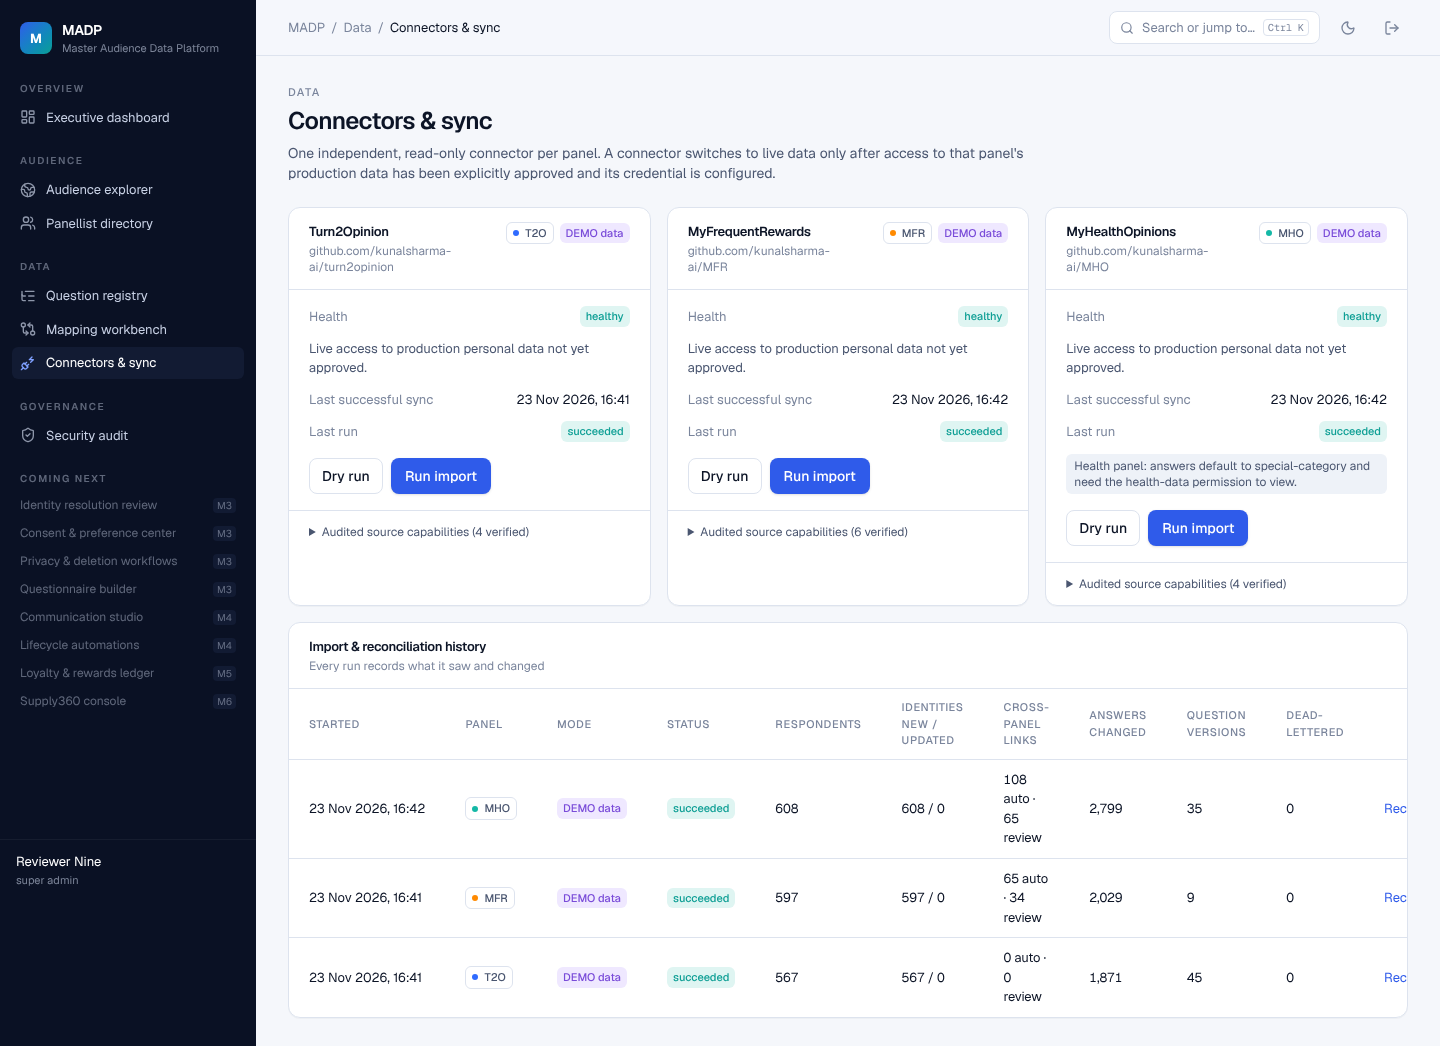 M
MADP
Master Audience Data Platform
OVERVIEW
Executive dashboard
AUDIENCE
Audience explorer
Panellist directory
DATA
Question registry
Mapping workbench
Connectors & sync
GOVERNANCE
Security audit
COMING NEXT
Identity resolution review M3
Consent & preference center M3
Privacy & deletion workflows M3
Questionnaire builder M3
Communication studio M4
Lifecycle automations M4
Loyalty & rewards ledger M5
Supply360 console M6
Reviewer Nine
super admin
MADP / Data / Connectors & sync
Search or jump to... Ctrl K
DATA
Connectors & sync
One independent, read-only connector per panel. A connector switches to live data only after access to that panel's
production data has been explicitly approved and its credential is configured.
Turn2Opinion T2O DEMO data
github.com/kunalsharma-
ai/turn2opinion
Health healthy
Live access to production personal data not yet
approved.
Last successful sync 23 Nov 2026, 16:41
Last run succeeded
Dry run Run import
Audited source capabilities (4 verified)
MyFrequentRewards MFR DEMO data
github.com/kunalsharma-
ai/MFR
Health healthy
Live access to production personal data not yet
approved.
Last successful sync 23 Nov 2026, 16:42
Last run succeeded
Dry run Run import
Audited source capabilities (6 verified)
MyHealthOpinions MHO DEMO data
github.com/kunalsharma-
ai/MHO
Health healthy
Live access to production personal data not yet
approved.
Last successful sync 23 Nov 2026, 16:42
Last run succeeded
Health panel: answers default to special-category and
need the health-data permission to view.
Dry run Run import
Audited source capabilities (4 verified)
Import & reconciliation history
Every run records what it saw and changed
STARTED PANEL MODE STATUS RESPONDENTS IDENTITIES NEW / UPDATED CROSS-PANEL LINKS ANSWERS CHANGED QUESTION VERSIONS DEAD-LETTERED
23 Nov 2026, 16:42 MHO DEMO data succeeded 608 608 / 0 108 auto · 65 review 2,799 35 0 Rec
23 Nov 2026, 16:41 MFR DEMO data succeeded 597 597 / 0 65 auto · 34 review 2,029 9 0 Rec
23 Nov 2026, 16:41 T2O DEMO data succeeded 567 567 / 0 0 auto · 0 review 1,871 45 0 Rec